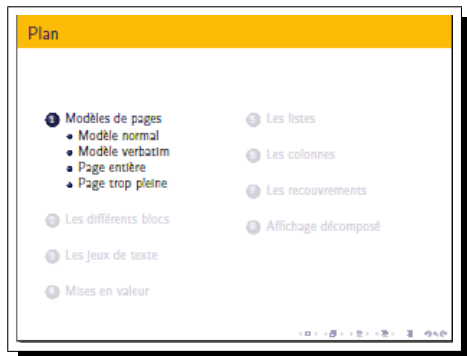 Plan
1 Modèles de pages
Modèle normal
Modèle verbatim
Page entière
Page trop pleine
2 Les différents blocs
3 Les jeux de texte
4 Mises en valeur
5 Les listes
6 Les colonnes
7 Les recouvrements
8 Affichage décomposé